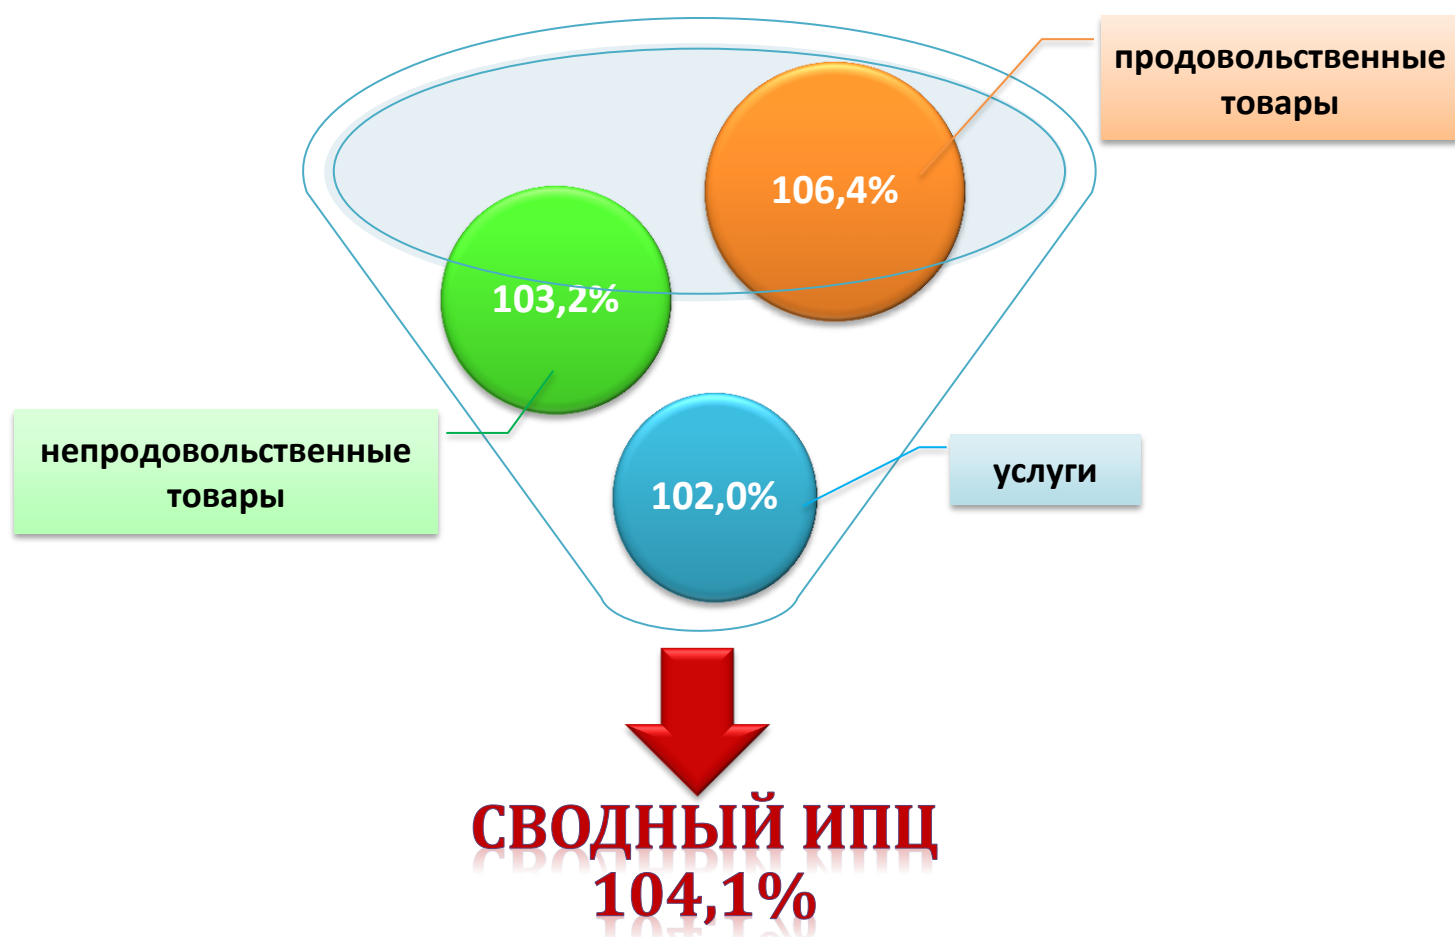 продовольственные
товары
106,4%
103,2%
непродовольственные
товары
102,0%
услуги
СВОДНЫЙ ИПЦ
104,1%